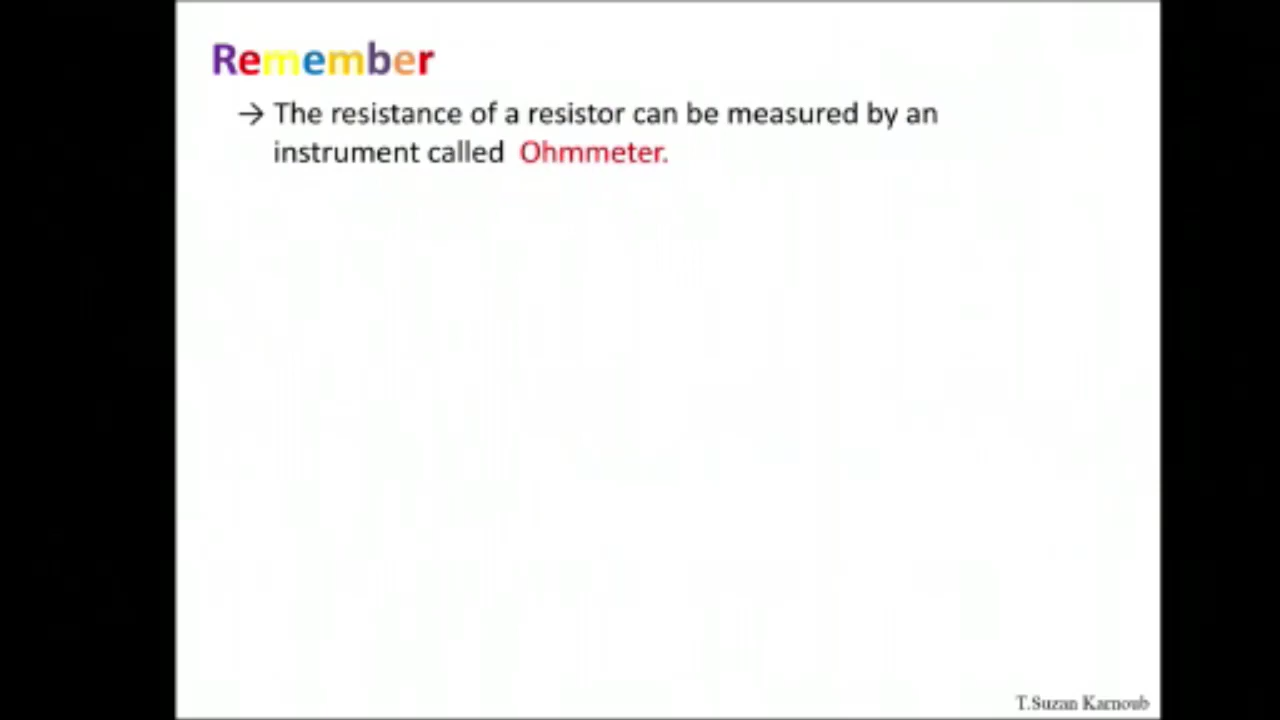 Remember
→ The resistance of a resistor can be measured by an
instrument called Ohmmeter.
T.Suzan Karnoub